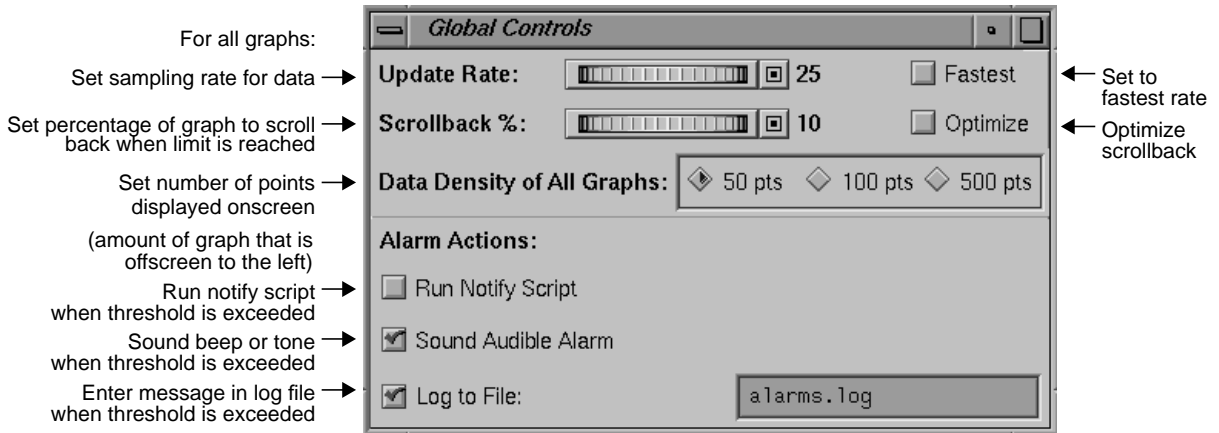 Global Controls
For all graphs:
Set sampling rate for data
Update Rate:
25
Fastest
Set to
fastest rate
Set percentage of graph to scroll
back when limit is reached
Scrollback %:
10
Optimize
Optimize
scrollback
Set number of points
displayed onscreen
Data Density of All Graphs:
50 pts
100 pts
500 pts
(amount of graph that is
offscreen to the left)
Alarm Actions:
Run notify script
when threshold is exceeded
Run Notify Script
Sound beep or tone
when threshold is exceeded
Sound Audible Alarm
Enter message in log file
when threshold is exceeded
Log to File:
alarms.log